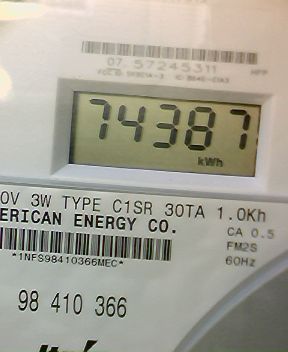 07. 57245311
74387
kWh
0V 3W TYPE C1SR 30TA 1.0Kh
ERICAN ENERGY CO.
CA 0.5
FM2S
*1NFS98410366MEC*
60Hz
98 410 366